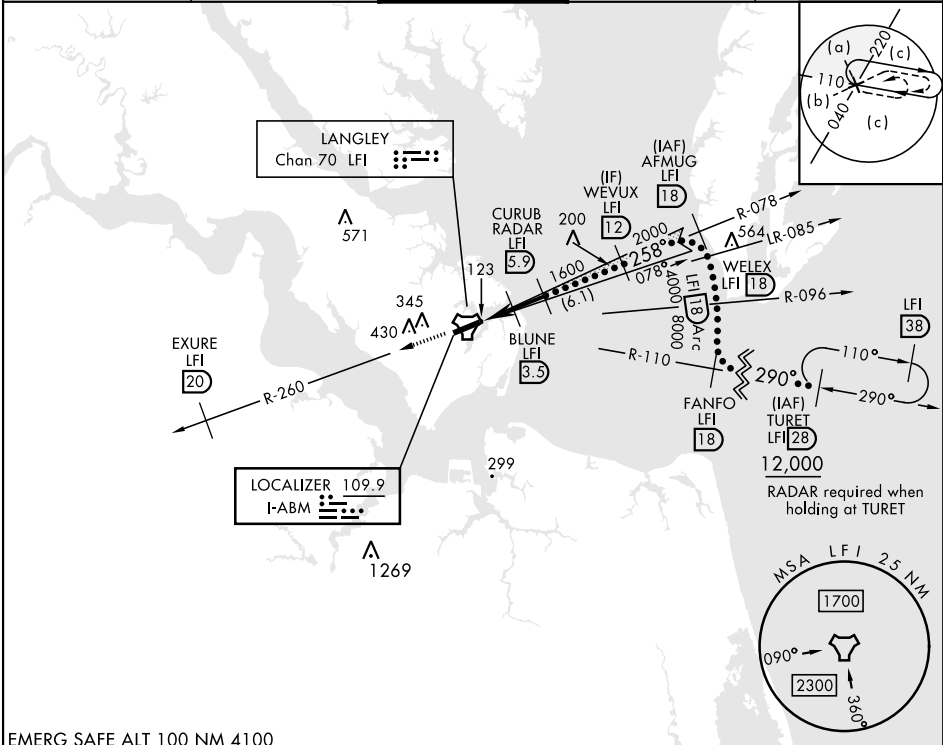 (a)
220
(c)
110
(b)
040
(c)
LANGLEY
Chan 70 LFI
(IAF)
AFMUG
LFI
18
(IF)
WEVUX
LFI
12
CURUB
RADAR
LFI
5.9
200
571
2000
R-078
564
LR-085
258°
1600
078°
(6.1)
WELEX
LFI 18
123
4000
8000
LFI 18 Arc
R-096
345
430
LFI
38
BLUNE
LFI
3.5
R-110
110°
290°
290°
EXURE
LFI
20
R-260
FANFO
LFI
18
(IAF)
TURET
LFI 28
12,000
RADAR required when
holding at TURET
299
LOCALIZER 109.9
I-ABM
1269
MSA LFI 25 NM
1700
090°
2300
360°
EMERG SAFE ALT 100 NM 4100